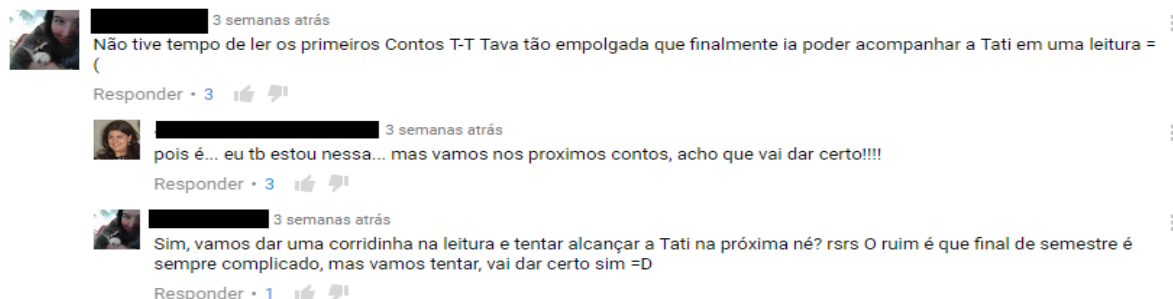 3 semanas atrás
Não tive tempo de ler os primeiros Contos T-T Tava tão empolgada que finalmente ia poder acompanhar a Tati em uma leitura =
(
Responder • 3
3 semanas atrás
pois é... eu tb estou nessa... mas vamos nos proximos contos, acho que vai dar certo!!!!
Responder • 3
3 semanas atrás
Sim, vamos dar uma corridinha na leitura e tentar alcançar a Tati na próxima né? rsrs O ruim é que final de semestre é
sempre complicado, mas vamos tentar, vai dar certo sim =D
Responder • 1